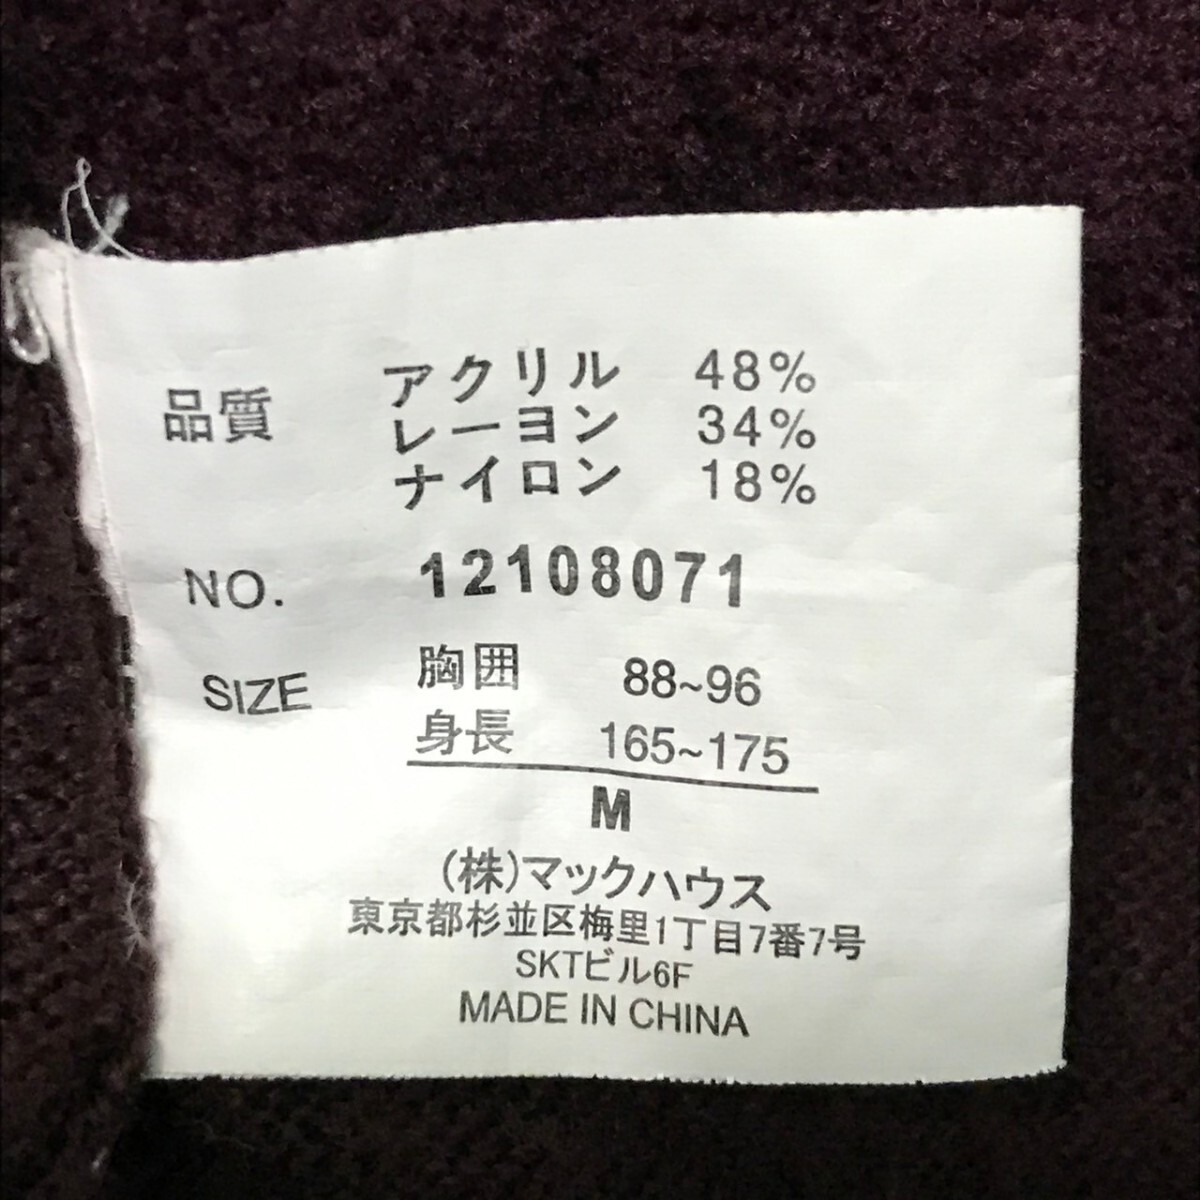 品質 アクリル 48%
レーヨン 34%
ナイロン 18%
NO. 12108071
SIZE 胸囲 88~96
身長 165~175
M
(株)マックハウス
東京都杉並区梅里1丁目7番7号
SKTビル6F
MADE IN CHINA